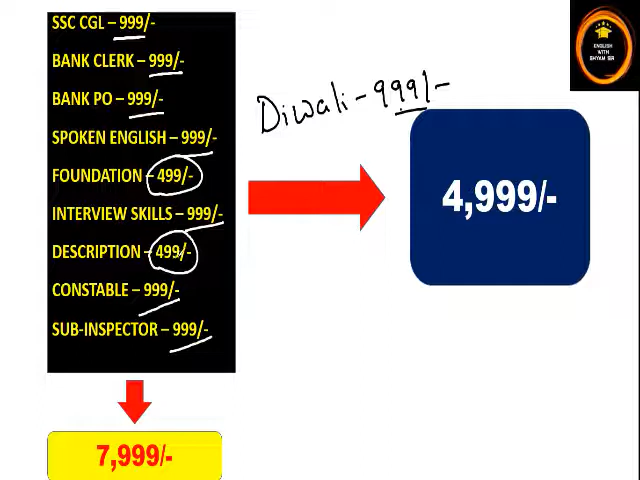 SSC CGL – 999/-
BANK CLERK – 999/-
BANK PO – 999/-
SPOKEN ENGLISH – 999/-
FOUNDATION – 499/-
INTERVIEW SKILLS – 999/-
DESCRIPTION – 499/-
CONSTABLE – 999/-
SUB-INSPECTOR – 999/-
7,999/-
Diwali - 999/-
4,999/-
ENGLISH
WITH
SHYAM SIR